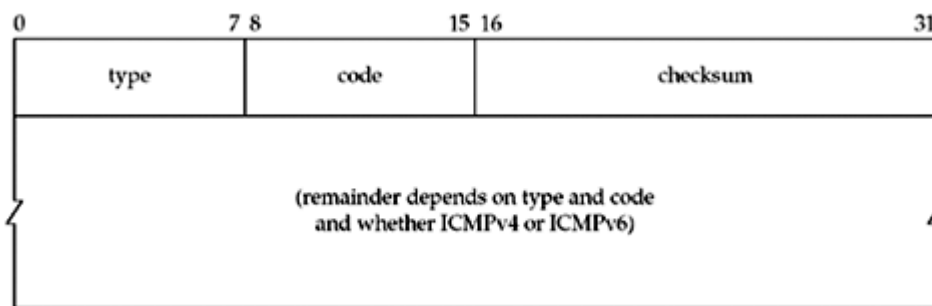 0 7 8 15 16 31
type code checksum
(remainder depends on type and code
and whether ICMPv4 or ICMPv6)